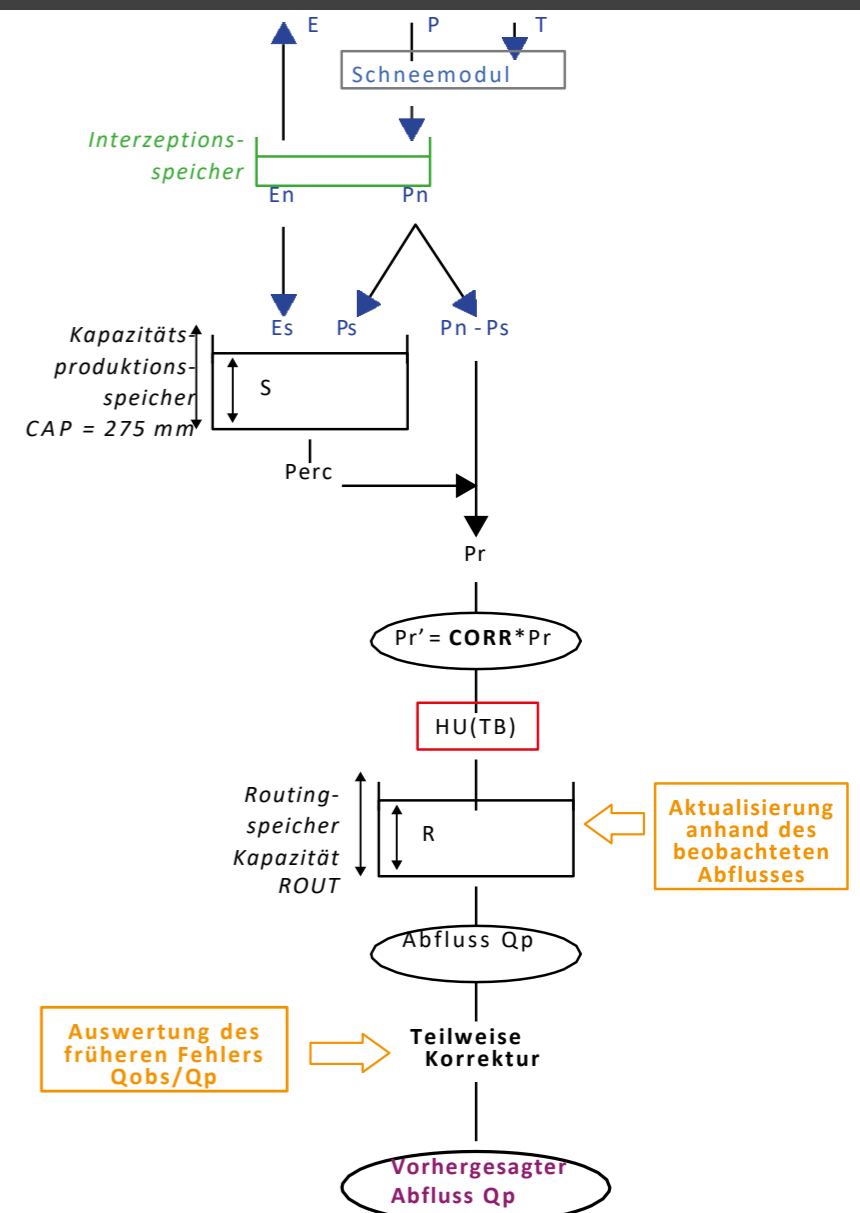 E
P
T
Schneemodul
Interzeptions-
speicher
En
Pn
Es
Ps
Pn - Ps
Kapazitäts-
produktions-
speicher
CAP = 275 mm
S
Perc
Pr
Pr’ = CORR*Pr
HU(TB)
Routing-
speicher
Kapazität
ROUT
R
Aktualisierung
anhand des
beobachteten
Abflusses
Abfluss Qp
Auswertung des
früheren Fehlers
Qobs/Qp
Teilweise
Korrektur
Vorhergesagter
Abfluss Qp